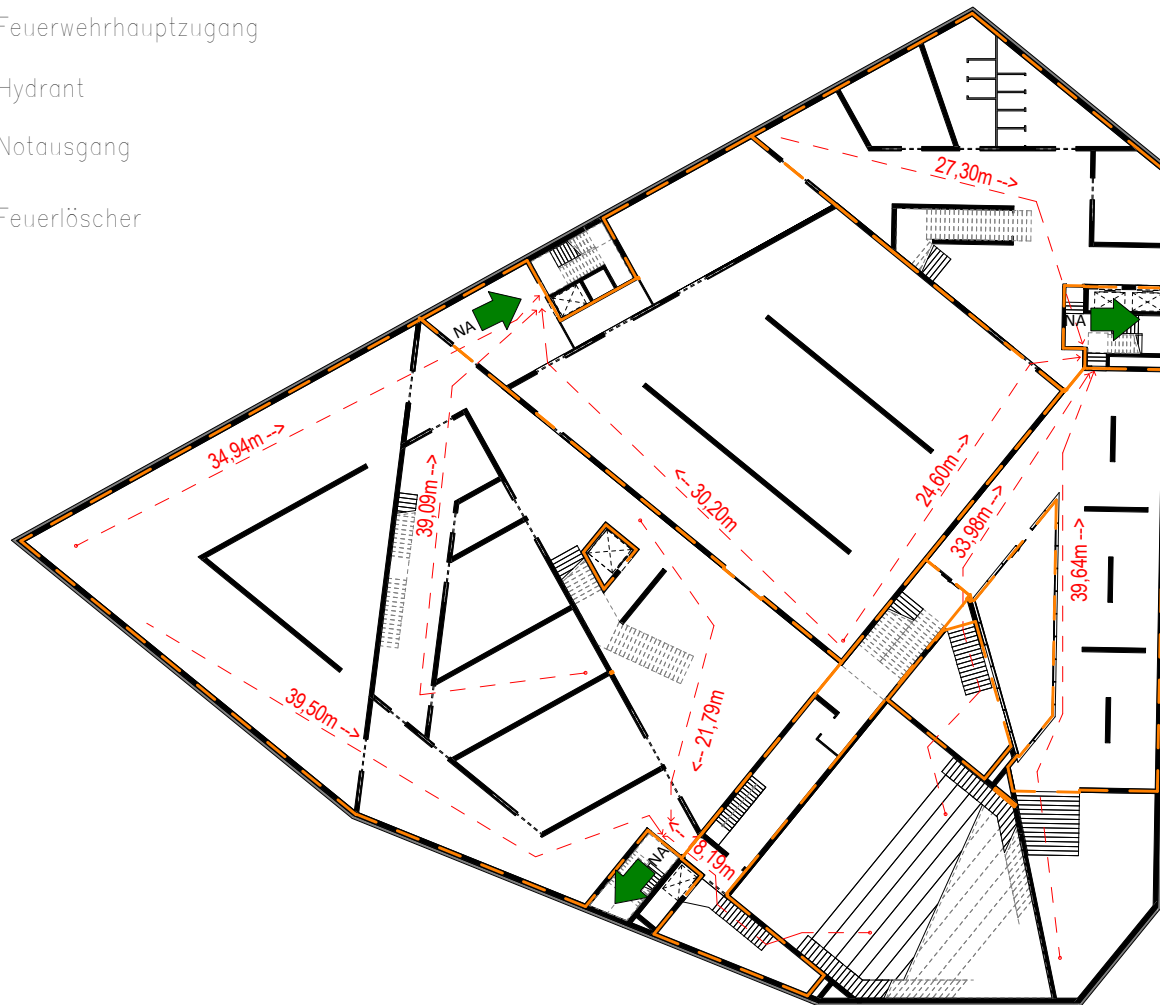 Feuerwehrhauptzugang
Hydrant
Notausgang
Feuerlöscher
27,30m -->
NA
NA
34,94m -->
39,09m -->
<-- 30,20m
24,60m -->
33,98m -->
39,64m -->
39,50m -->
<-- 21,79m
<-- 8,19m
NA